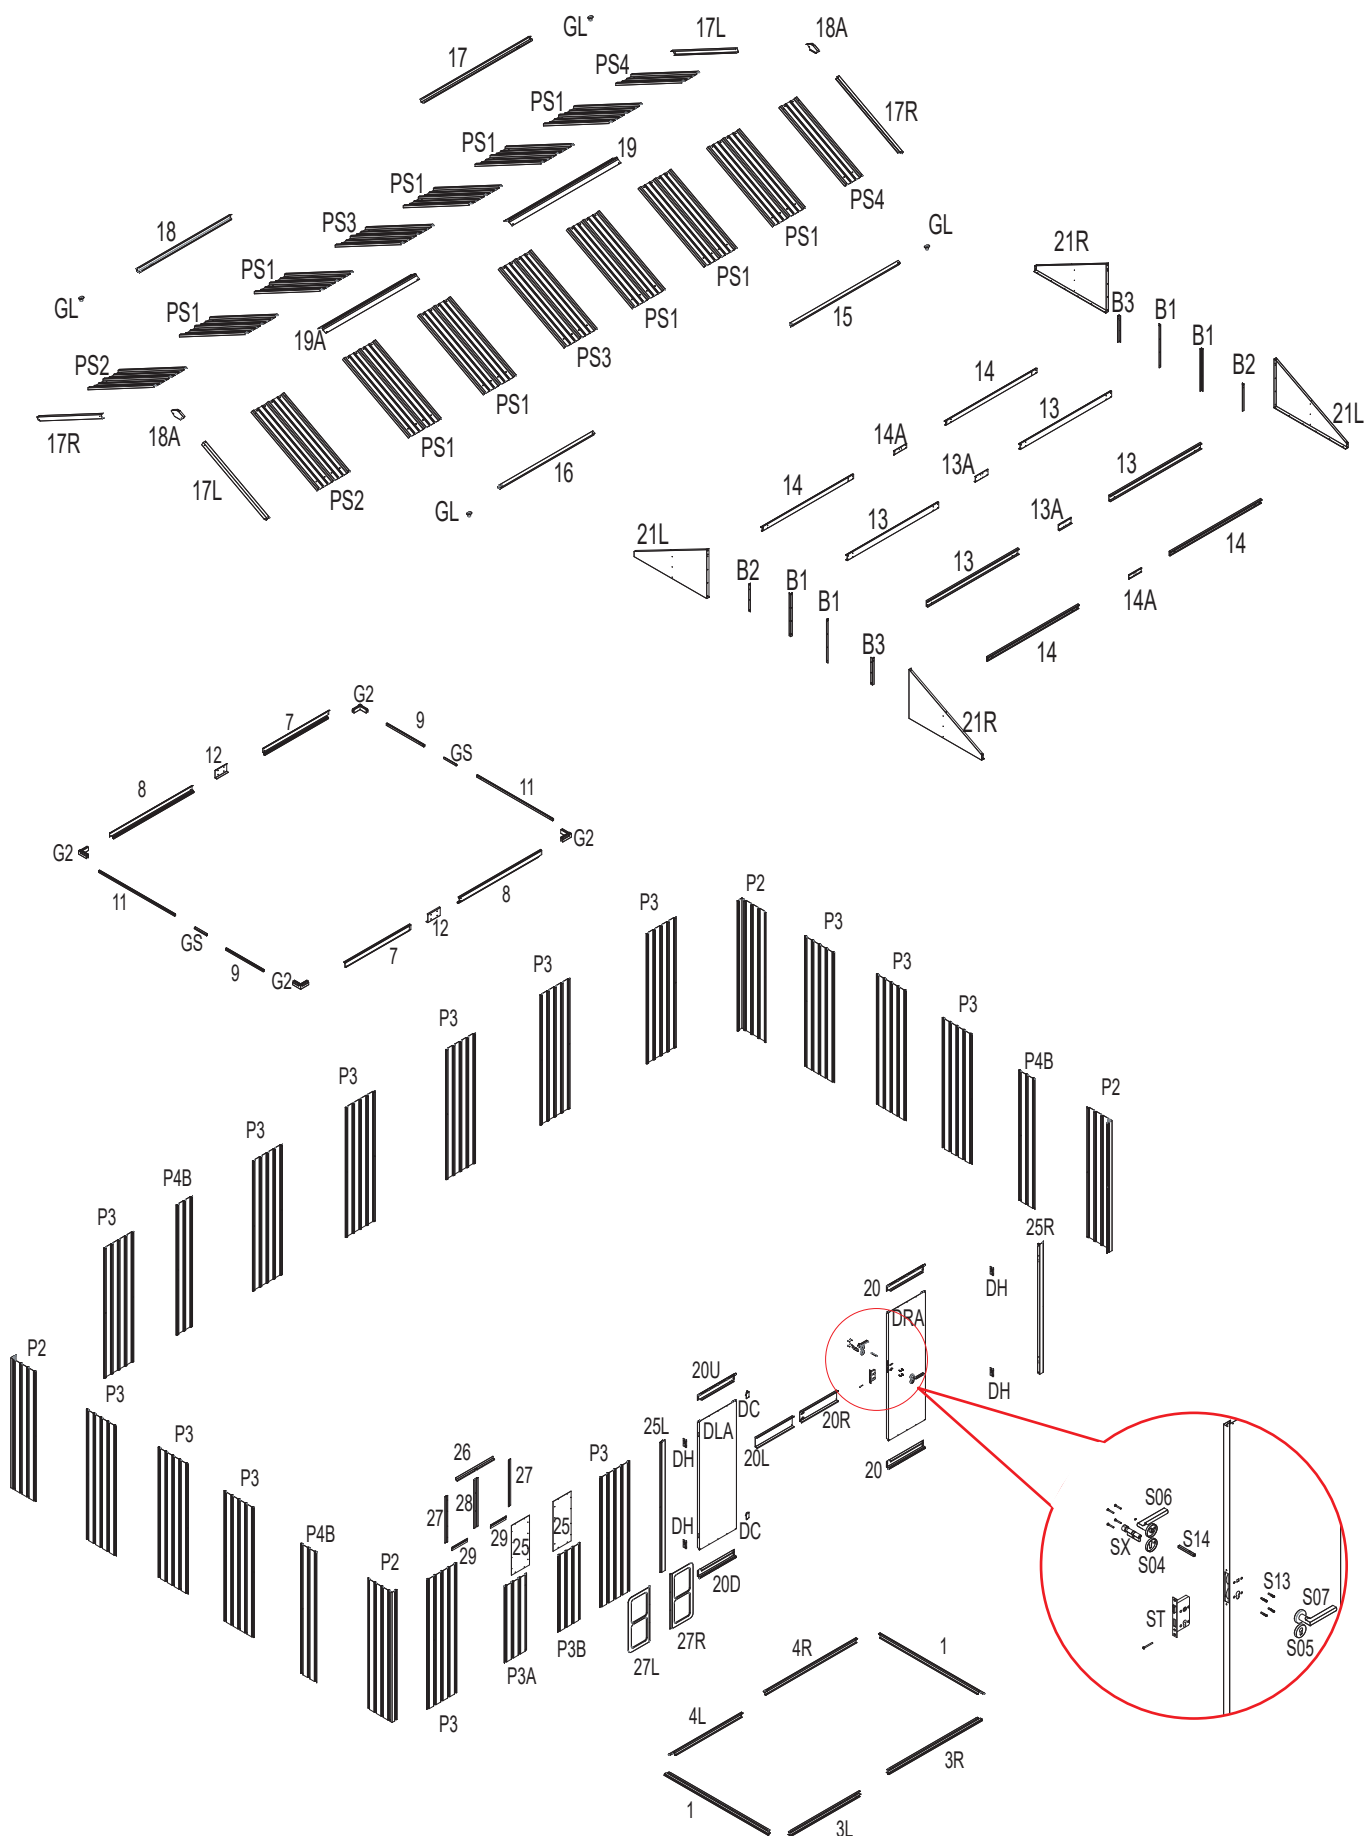 GL
17L
18A
17
PS4
17R
PS1
PS1
19
PS1
PS4
PS3
18
PS1
GL
21R
PS1
PS1
B3
B1
GL
PS1
15
B1
PS1
19A
PS1
B2
PS2
PS3
14
21L
PS1
13
17R
18A
PS1
14A
13
16
13A
17L
PS2
14
13A
GL
13
14
21L
13
B2
B1
14A
B1
B3
14
G2
21R
7
9
12
GS
8
11
G2
G2
P2
8
11
P3
12
P3
GS
7
P3
9
G2
P3
P3
P3
P4B
P2
P3
P3
P4B
P3
25R
20
DH
DRA
P2
20U
DH
P3
DC
20R
25L
DLA
P3
26
P3
DH
20L
20
P3
27
28
27
S06
P4B
29
25
25
DH
DC
SX
S14
29
S04
P2
20D
S13
S07
ST
P3B
27R
S05
P3A
27L
4R
1
P3
4L
3R
1
3L